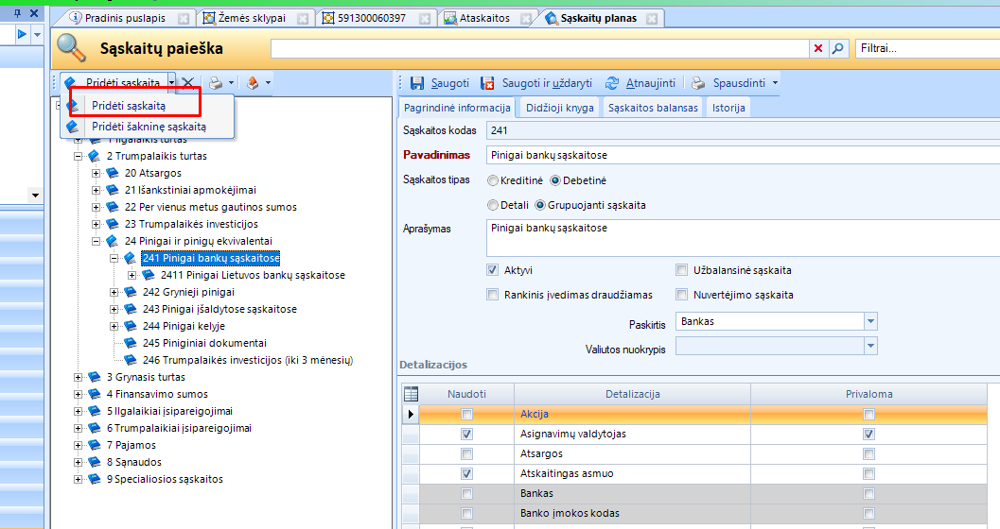 Pradinis puslapis
Žemės sklypai
591300060397
Ataskaitos
Sąskaitų planas
Sąskaitų paieška
Filtrai...
Pridėti sąskaitą
Pridėti sąskaitą
Pridėti šakninę sąskaitą
1 Ilgalaikis turtas
2 Trumpalaikis turtas
20 Atsargos
21 Išankstiniai apmokėjimai
22 Per vienus metus gautinos sumos
23 Trumpalaikės investicijos
24 Pinigai ir pinigų ekvivalentai
241 Pinigai bankų sąskaitose
2411 Pinigai Lietuvos bankų sąskaitose
242 Grynieji pinigai
243 Pinigai įšaldytose sąskaitose
244 Pinigai kelyje
245 Piniginiai dokumentai
246 Trumpalaikės investicijos (iki 3 mėnesių)
3 Grynasis turtas
4 Finansavimo sumos
5 Ilgalaikiai įsipareigojimai
6 Trumpalaikiai įsipareigojimai
7 Pajamos
8 Sąnaudos
9 Specialiosios sąskaitos
Saugoti
Saugoti ir uždaryti
Atnaujinti
Spausdinti
Pagrindinė informacija
Didžioji knyga
Sąskaitos balansas
Istorija
Sąskaitos kodas
241
Pavadinimas
Pinigai bankų sąskaitose
Sąskaitos tipas
Kreditinė
Debetinė
Detali
Grupuojanti sąskaita
Aprašymas
Pinigai bankų sąskaitose
Aktyvi
Užbalansinė sąskaita
Rankinis įvedimas draudžiamas
Nuvertėjimo sąskaita
Paskirtis
Bankas
Valiutos nuokrypis
Detalizacijos
Naudoti
Detalizacija
Privaloma
Akcija
Asignavimų valdytojas
Atsargos
Atskaitingas asmuo
Bankas
Banko įmokos kodas